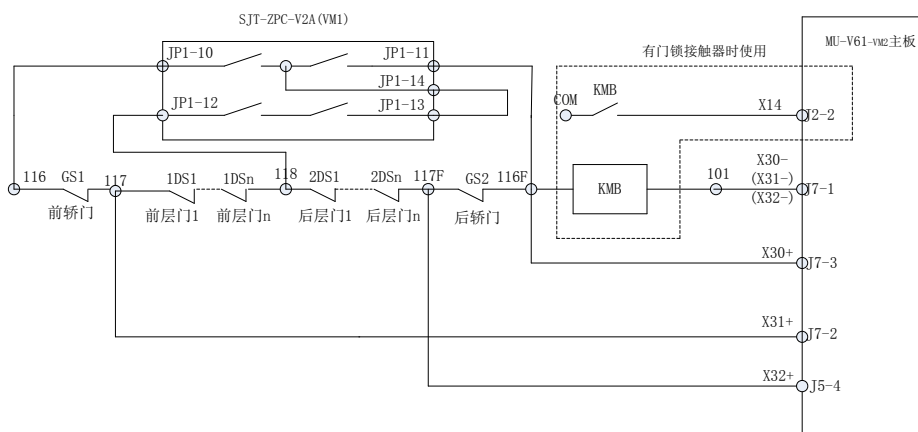 SJT-ZPC-V2A(VM1)
MU-V61-VM2主板
有门锁接触器时使用
JP1-10
JP1-11
JP1-14
JP1-12
JP1-13
COM
KMB
X14
J2-2
116
GS1
117
1DS1
1DSn
118
2DS1
2DSn
117F
GS2
116F
KMB
101
X30-
(X31-)
(X32-)
J7-1
前轿门
前层门1
前层门n
后层门1
后层门n
后轿门
X30+
J7-3
X31+
J7-2
X32+
J5-4